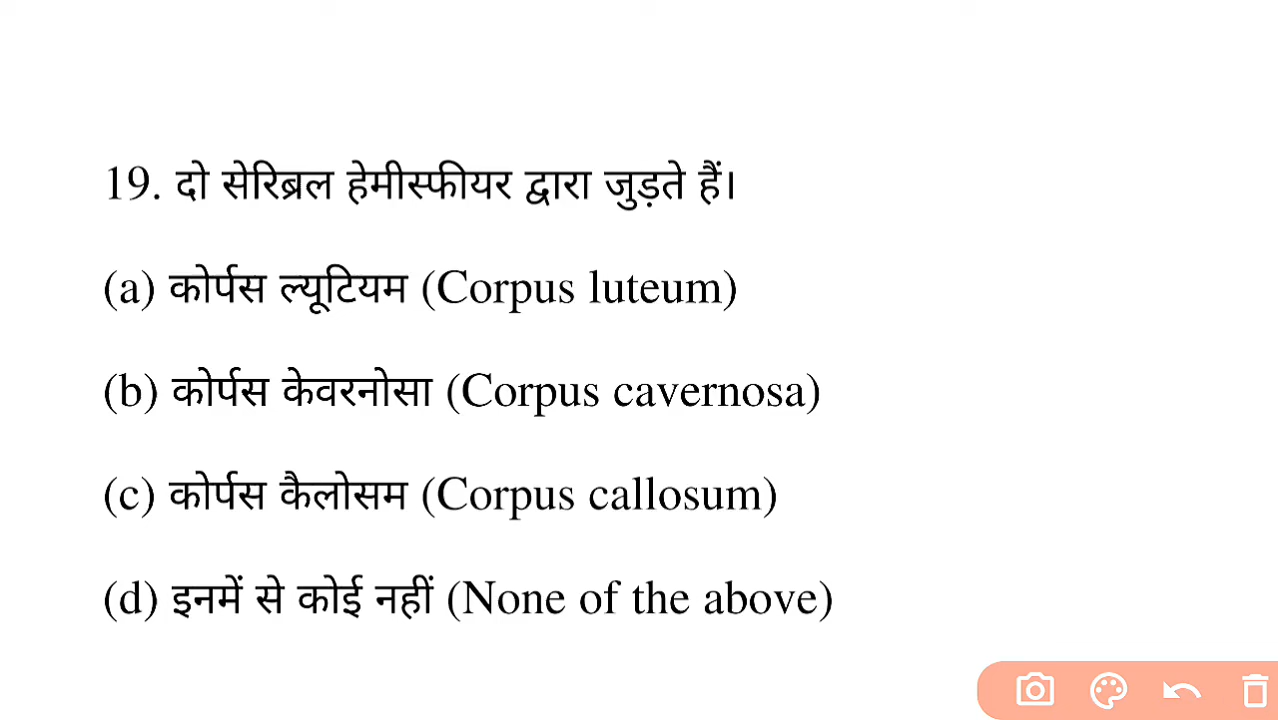 19. दो सेरिब्रल हेमीस्फीयर द्वारा जुड़ते हैं।
(a) कोर्पस ल्यूटियम (Corpus luteum)
(b) कोर्पस केवरनोसा (Corpus cavernosa)
(c) कोर्पस कैलोसम (Corpus callosum)
(d) इनमें से कोई नहीं (None of the above)